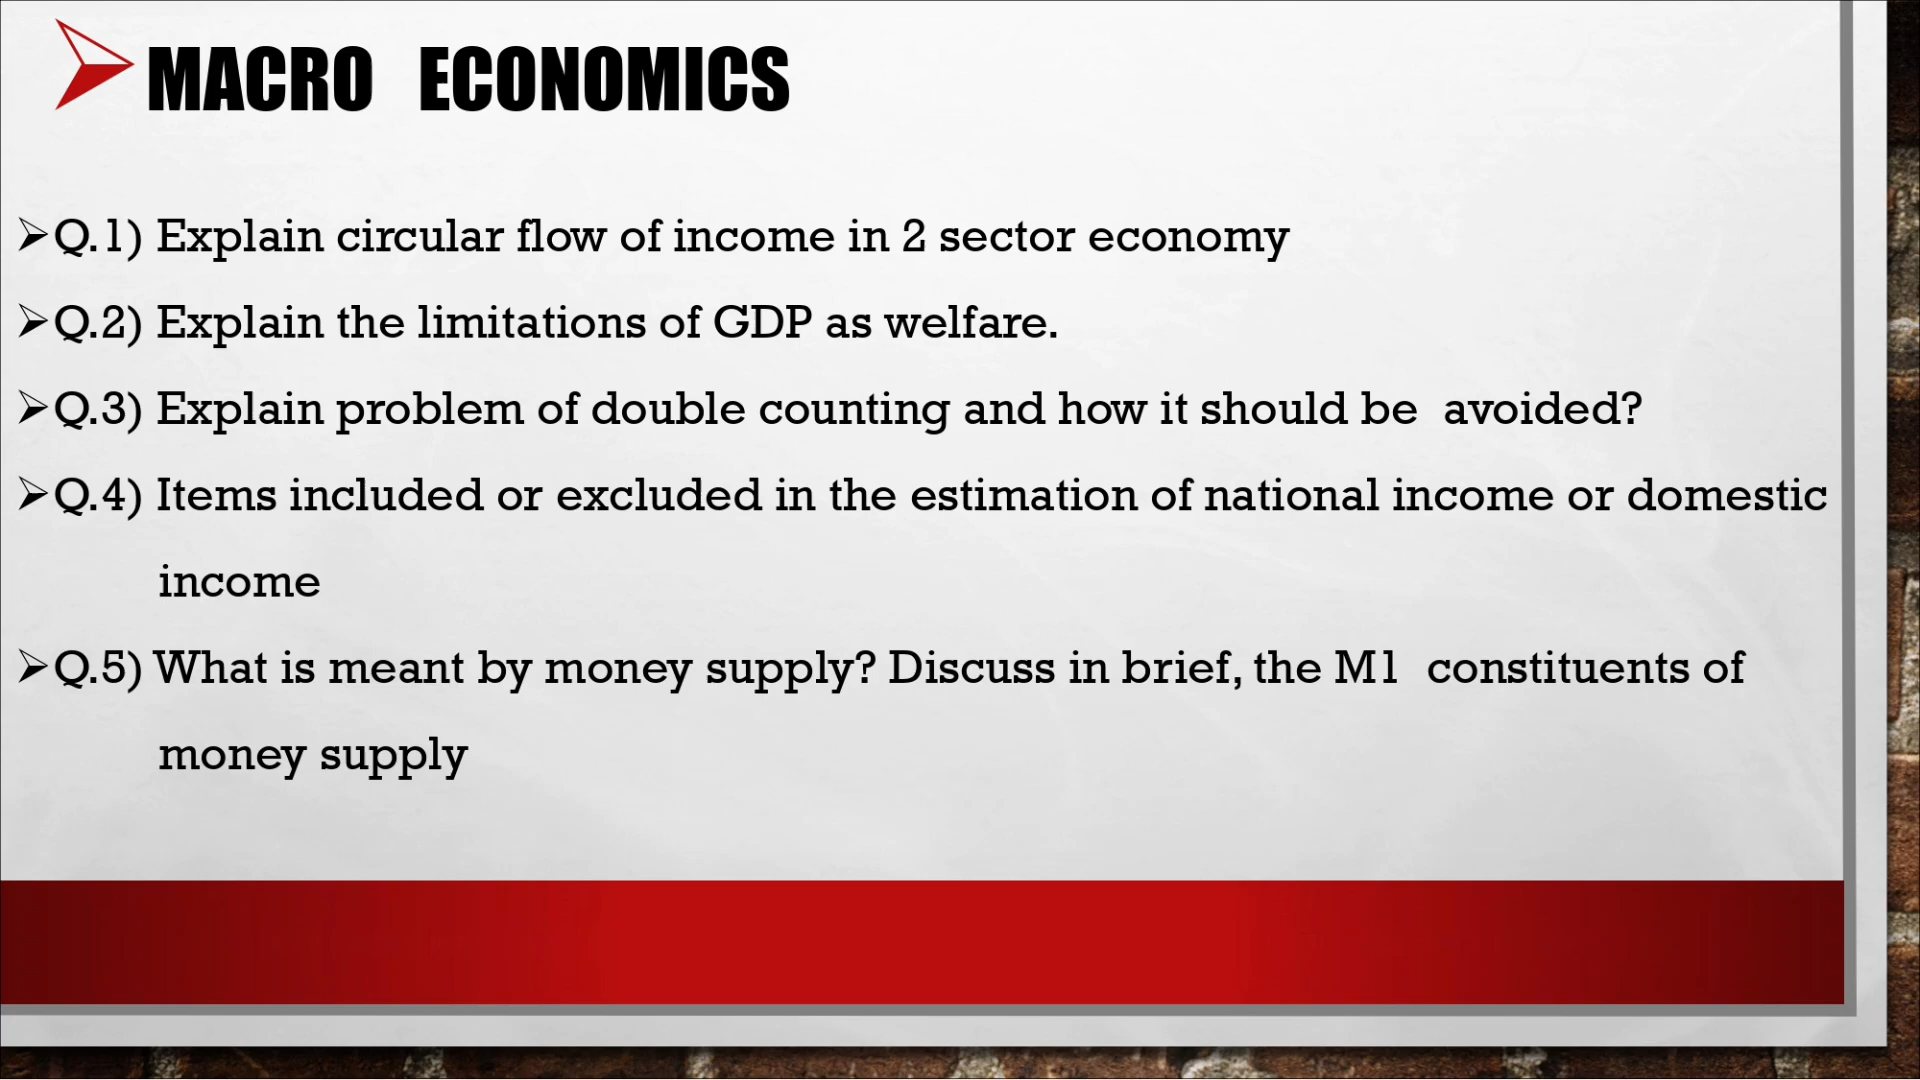 MACRO ECONOMICS
Q.1) Explain circular flow of income in 2 sector economy
Q.2) Explain the limitations of GDP as welfare.
Q.3) Explain problem of double counting and how it should be avoided?
Q.4) Items included or excluded in the estimation of national income or domestic
income
Q.5) What is meant by money supply? Discuss in brief, the M1 constituents of
money supply